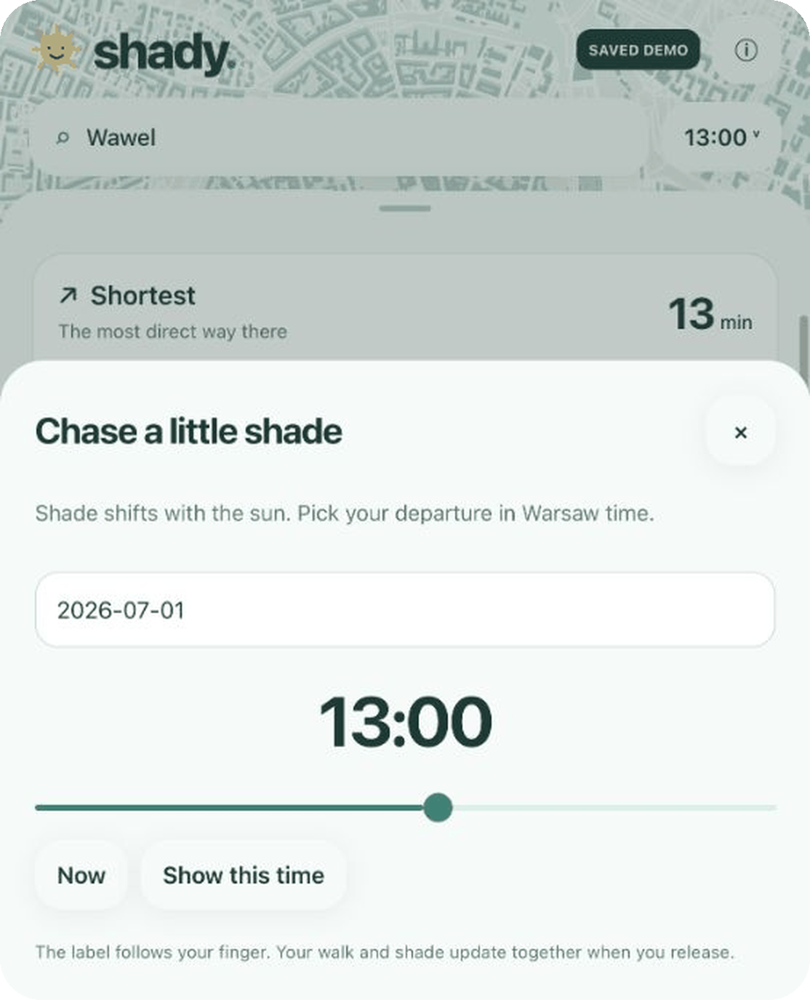 shady.
SAVED DEMO
Wawel
13:00
Shortest
The most direct way there
13 min
Chase a little shade
×
Shade shifts with the sun. Pick your departure in Warsaw time.
2026-07-01
13:00
Now
Show this time
The label follows your finger. Your walk and shade update together when you release.